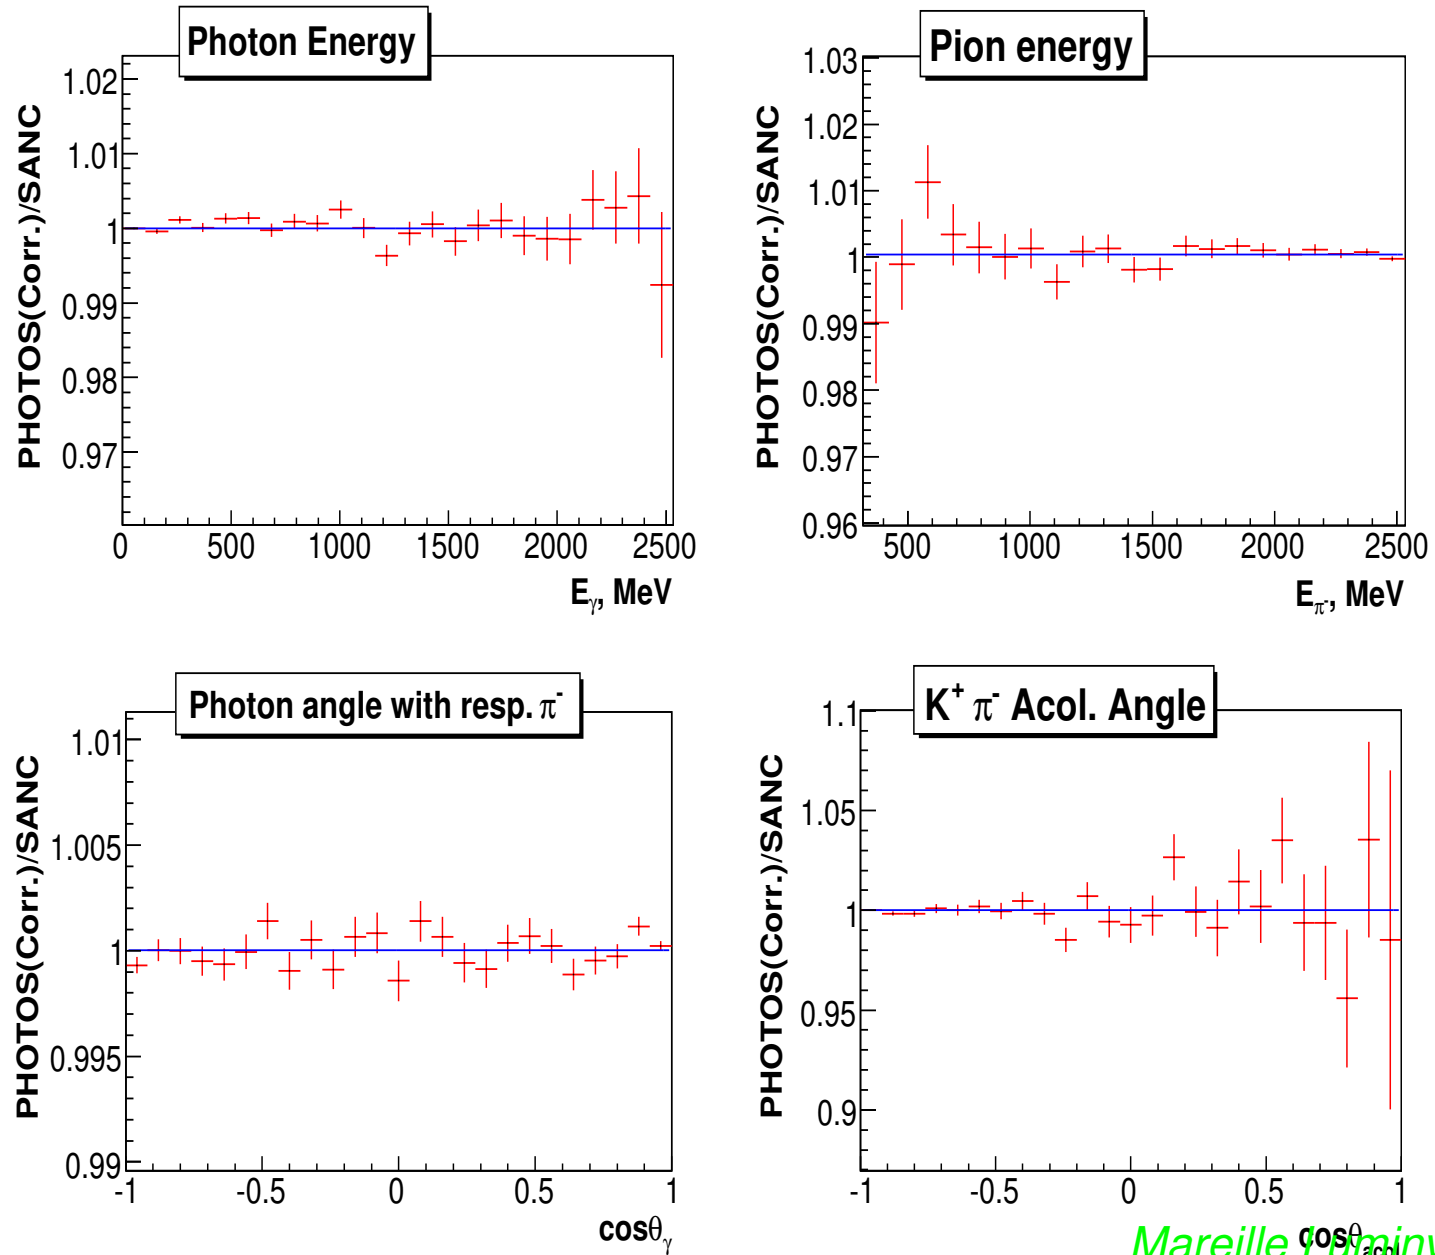 Photon Energy
PHOTOS(Corr.)/SANC
1.02
1.01
1
0.99
0.98
0.97
0 500 1000 1500 2000 2500
Eγ, MeV
Pion energy
PHOTOS(Corr.)/SANC
1.03
1.02
1.01
1
0.99
0.98
0.97
0.96
500 1000 1500 2000 2500
Eπ-, MeV
Photon angle with resp. π-
PHOTOS(Corr.)/SANC
1.01
1.005
1
0.995
0.99
-1 -0.5 0 0.5 1
cosθγ
K+ π- Acol. Angle
PHOTOS(Corr.)/SANC
1.1
1.05
1
0.95
0.9
-1 -0.5 0 0.5 1
cosθacol
Mareille Luminy